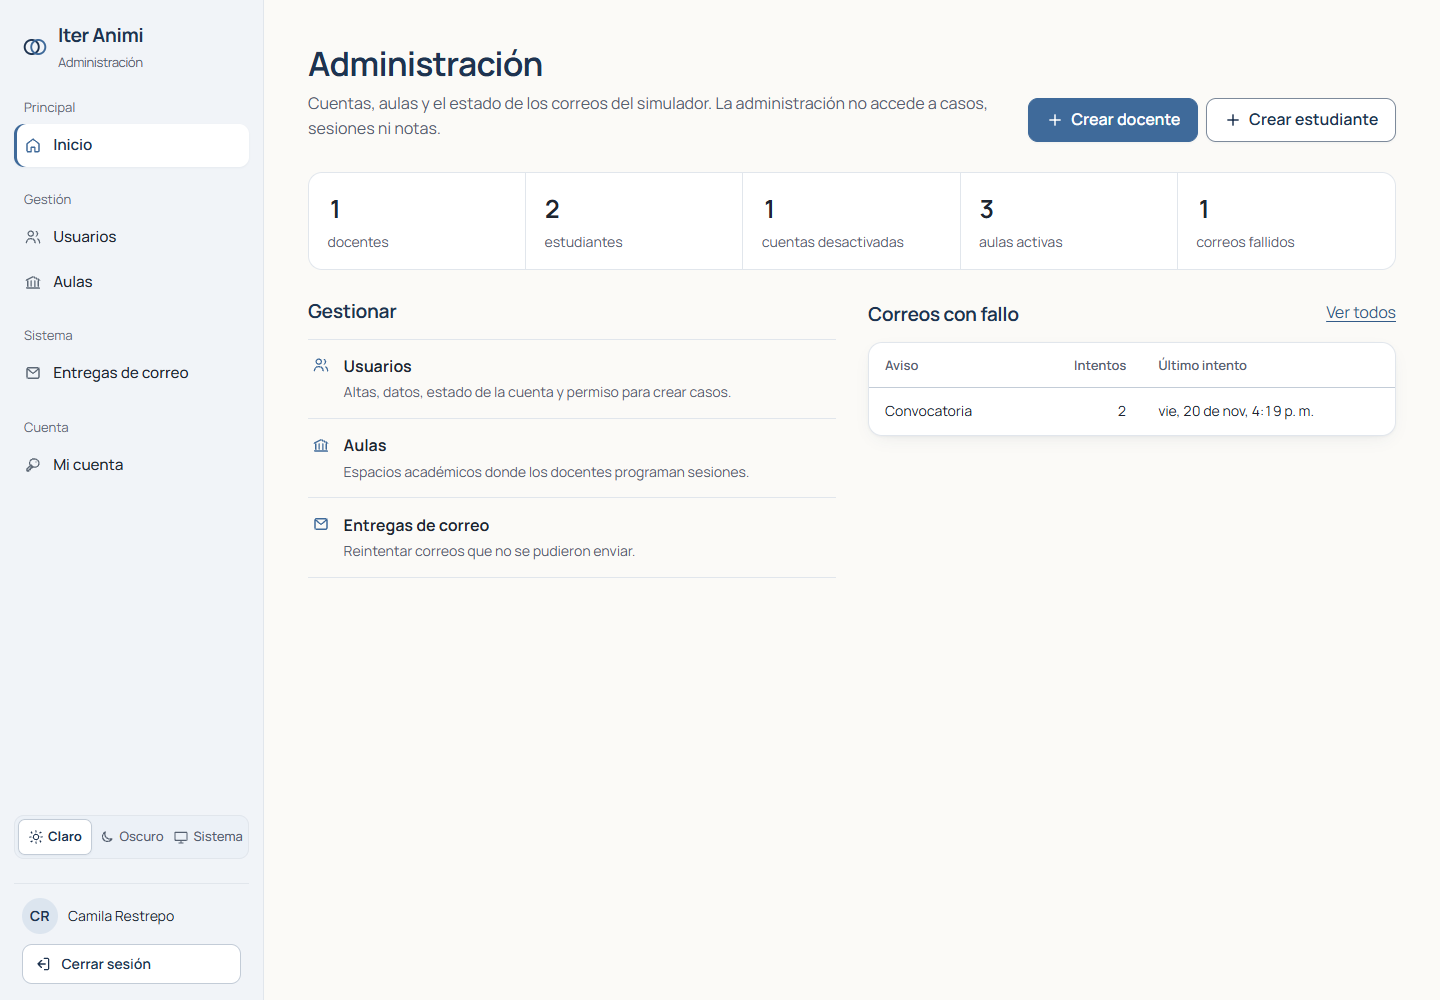 Iter Animi
Administración
Principal
Inicio
Gestión
Usuarios
Aulas
Sistema
Entregas de correo
Cuenta
Mi cuenta
Claro
Oscuro
Sistema
CR
Camila Restrepo
Cerrar sesión
Administración
Cuentas, aulas y el estado de los correos del simulador. La administración no accede a casos,
sesiones ni notas.
Crear docente
Crear estudiante
1
docentes
2
estudiantes
1
cuentas desactivadas
3
aulas activas
1
correos fallidos
Gestionar
Usuarios
Altas, datos, estado de la cuenta y permiso para crear casos.
Aulas
Espacios académicos donde los docentes programan sesiones.
Entregas de correo
Reintentar correos que no se pudieron enviar.
Correos con fallo
Ver todos
Aviso Intentos Último intento
Convocatoria 2 vie, 20 de nov, 4:19 p. m.